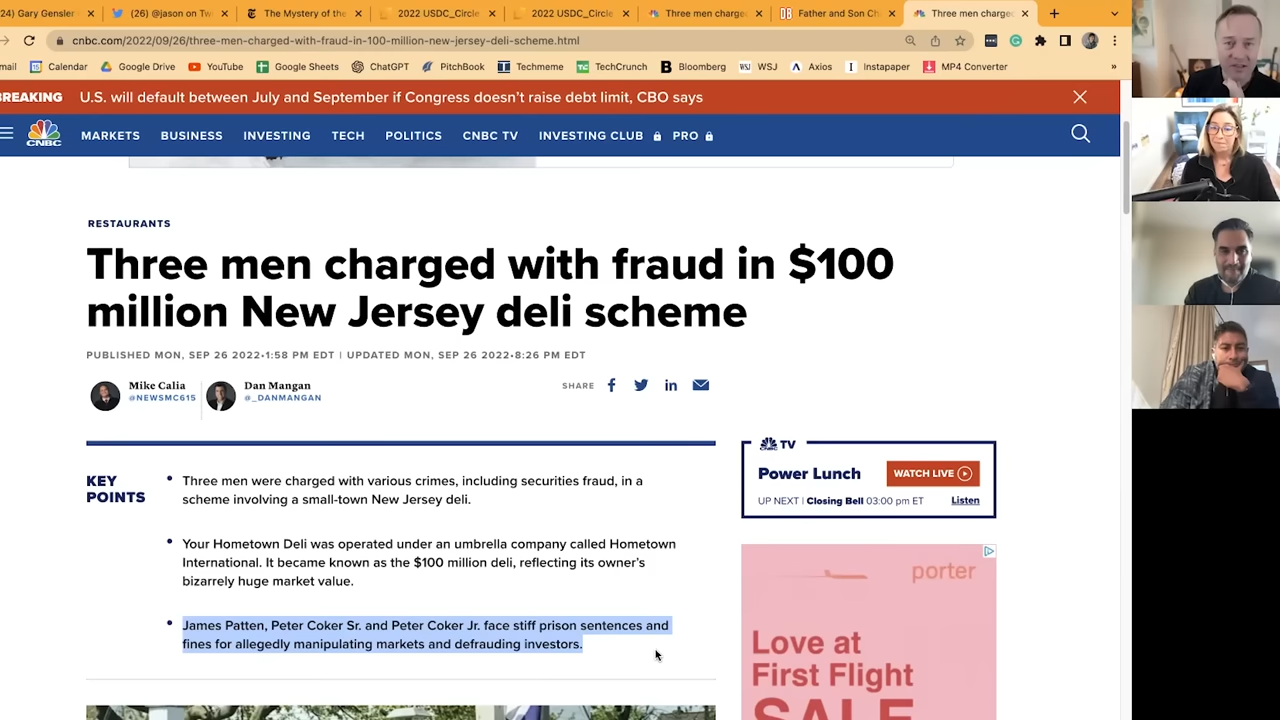 24) Gary Gensler
(26) @jason on Tw
The Mystery of the
2022 USDC_Circle
2022 USDC_Circle
Three men charged
Father and Son Ch
Three men charge
cnbc.com/2022/09/26/three-men-charged-with-fraud-in-100-million-new-jersey-deli-scheme.html
mail
Calendar
Google Drive
YouTube
Google Sheets
ChatGPT
PitchBook
Techmeme
TechCrunch
Bloomberg
WSJ
Axios
Instapaper
MP4 Converter
BREAKING
U.S. will default between July and September if Congress doesn't raise debt limit, CBO says
CNBC
MARKETS
BUSINESS
INVESTING
TECH
POLITICS
CNBC TV
INVESTING CLUB
PRO
RESTAURANTS
Three men charged with fraud in $100
million New Jersey deli scheme
PUBLISHED MON, SEP 26 2022•1:58 PM EDT | UPDATED MON, SEP 26 2022•8:26 PM EDT
Mike Calia
@NEWSMC615
Dan Mangan
@_DANMANGAN
SHARE
KEY
POINTS
Three men were charged with various crimes, including securities fraud, in a
scheme involving a small-town New Jersey deli.
Your Hometown Deli was operated under an umbrella company called Hometown
International. It became known as the $100 million deli, reflecting its owner's
bizarrely huge market value.
James Patten, Peter Coker Sr. and Peter Coker Jr. face stiff prison sentences and
fines for allegedly manipulating markets and defrauding investors.
TV
Power Lunch
WATCH LIVE
UP NEXT | Closing Bell 03:00 pm ET
Listen
porter
Love at
First Flight
SALE